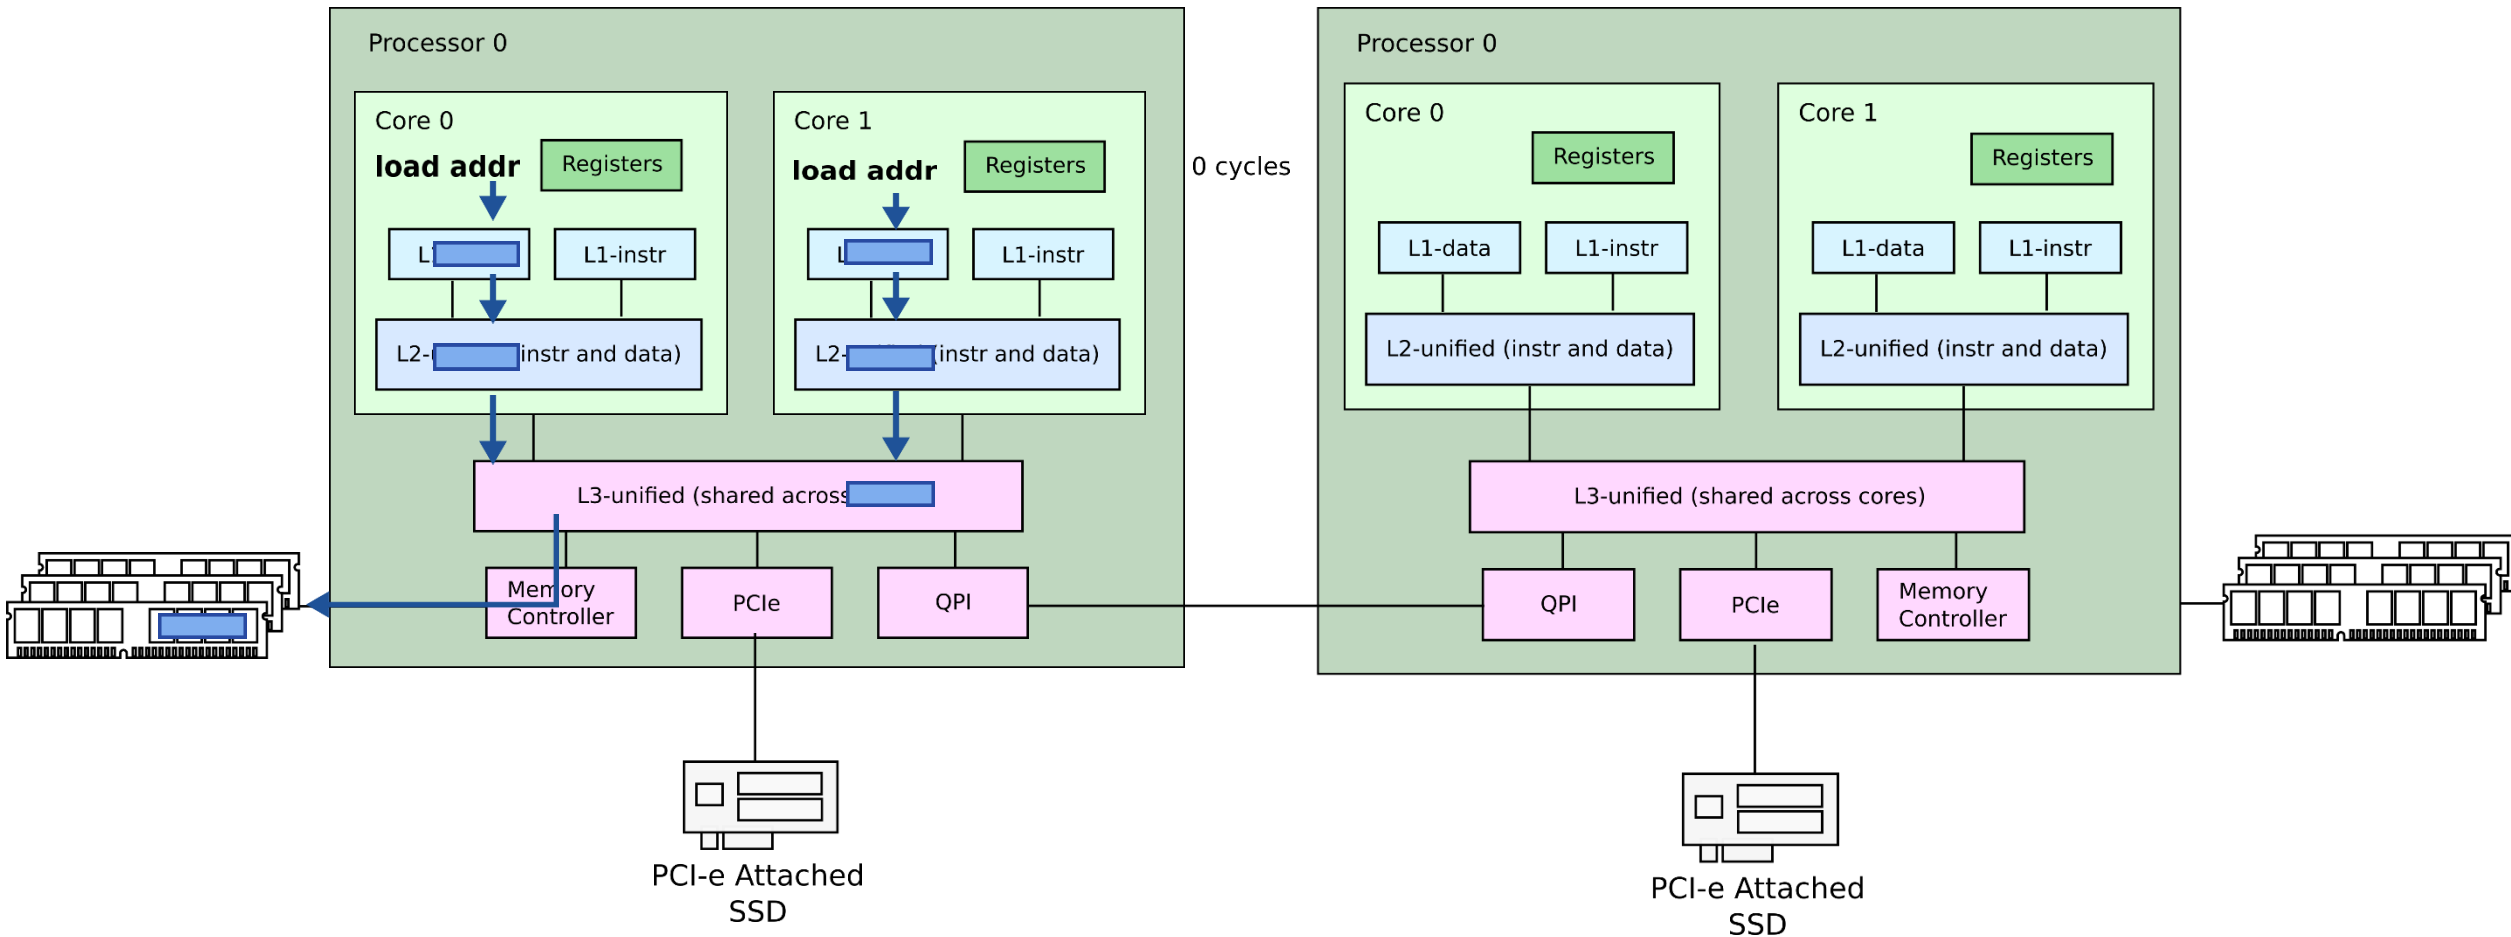 Processor 0
Core 0
load addr
Registers
L1-instr
L2- instr and data)
Core 1
load addr
Registers
L1-instr
L2- (instr and data)
L3-unified (shared across
Memory
Controller
PCIe
QPI
PCI-e Attached
SSD
0 cycles
Processor 0
Core 0
Registers
L1-data
L1-instr
L2-unified (instr and data)
Core 1
Registers
L1-data
L1-instr
L2-unified (instr and data)
L3-unified (shared across cores)
QPI
PCIe
Memory
Controller
PCI-e Attached
SSD